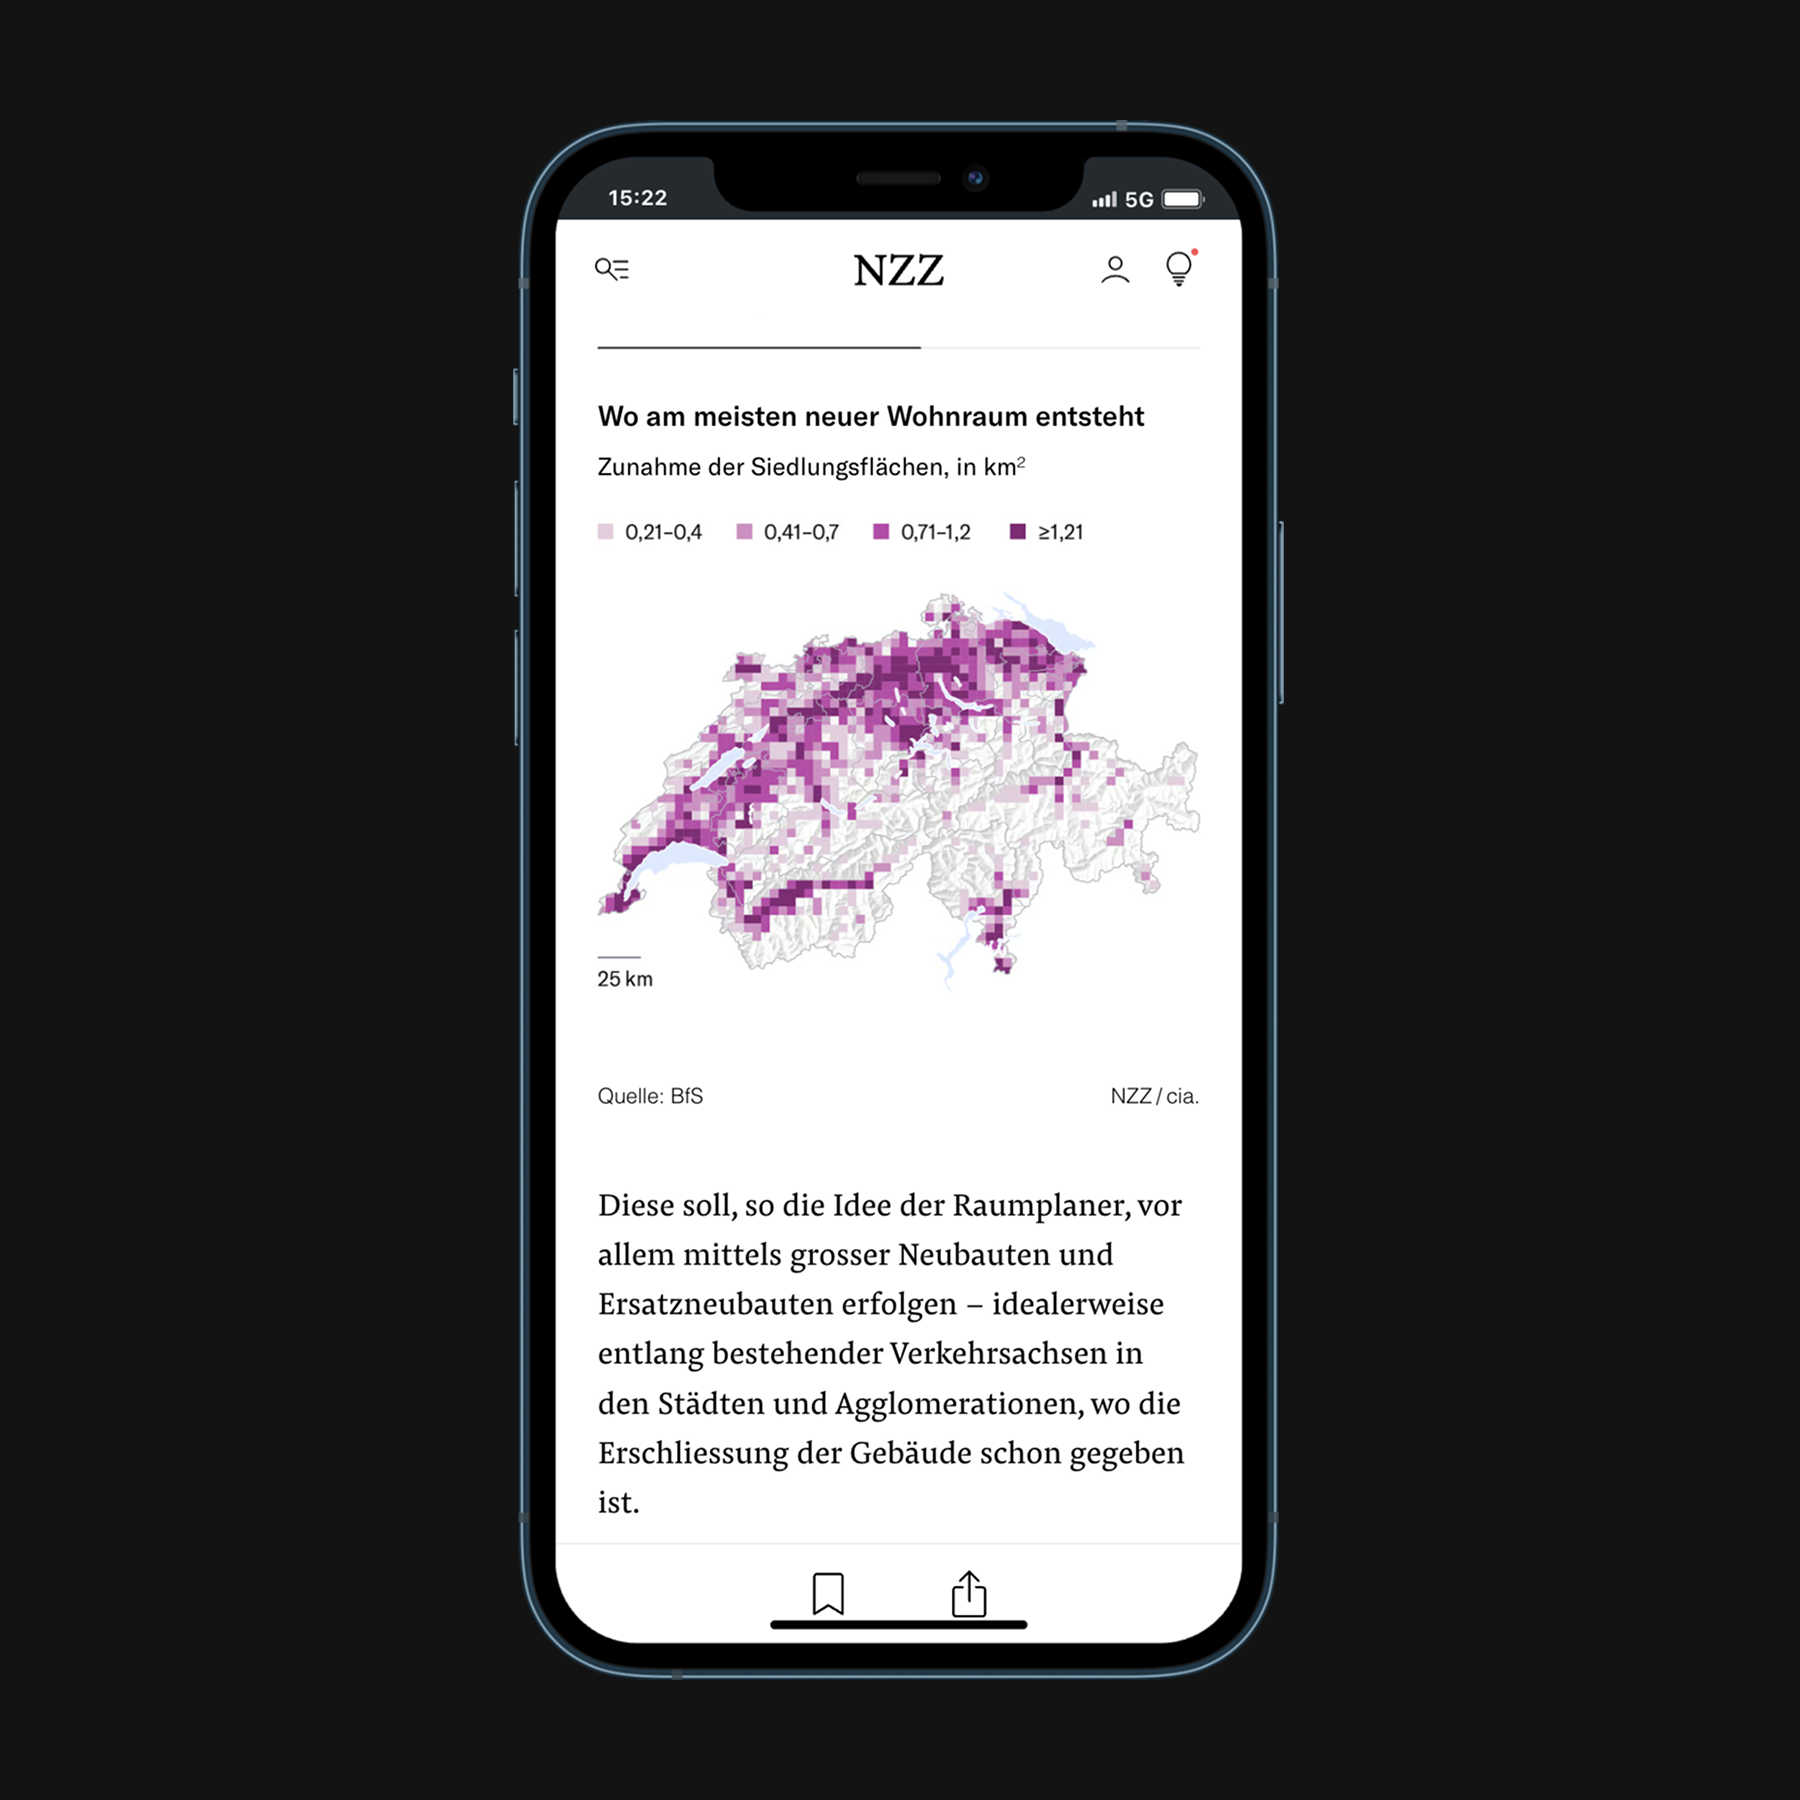 15:22
5G
NZZ
Wo am meisten neuer Wohnraum entsteht
Zunahme der Siedlungsflächen, in km²
0,21–0,4 0,41–0,7 0,71–1,2 ≥1,21
25 km
Quelle: BfS
NZZ / cia.
Diese soll, so die Idee der Raumplaner, vor
allem mittels grosser Neubauten und
Ersatzneubauten erfolgen – idealerweise
entlang bestehender Verkehrsachsen in
den Städten und Agglomerationen, wo die
Erschliessung der Gebäude schon gegeben
ist.